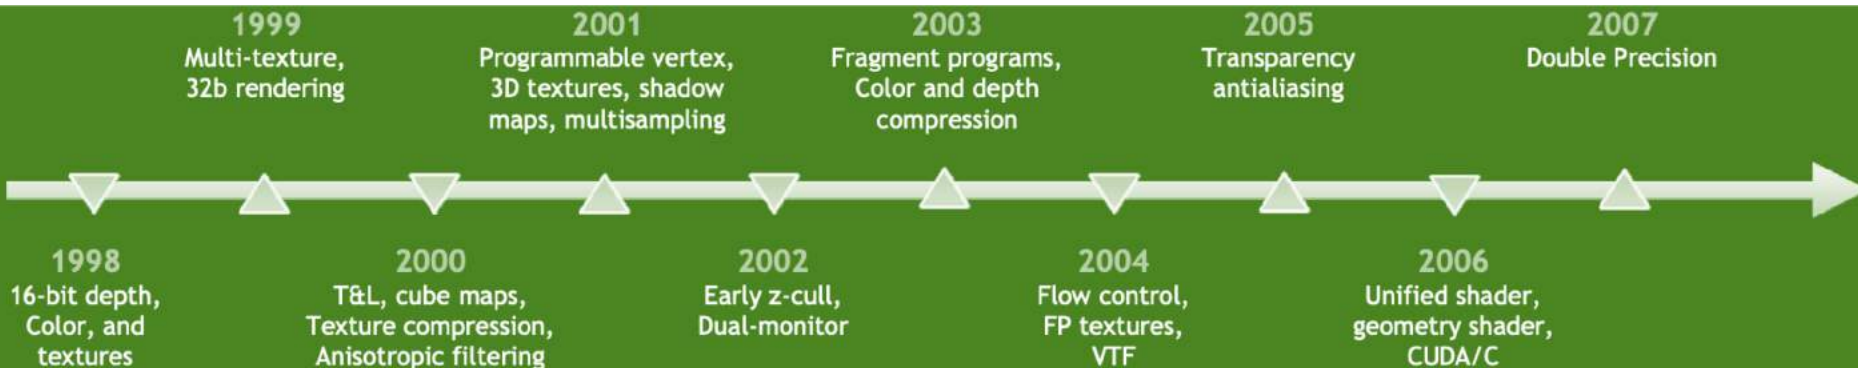 1999
Multi-texture,
32b rendering
2001
Programmable vertex,
3D textures, shadow
maps, multisampling
2003
Fragment programs,
Color and depth
compression
2005
Transparency
antialiasing
2007
Double Precision
1998
16-bit depth,
Color, and
textures
2000
T&L, cube maps,
Texture compression,
Anisotropic filtering
2002
Early z-cull,
Dual-monitor
2004
Flow control,
FP textures,
VTF
2006
Unified shader,
geometry shader,
CUDA/C